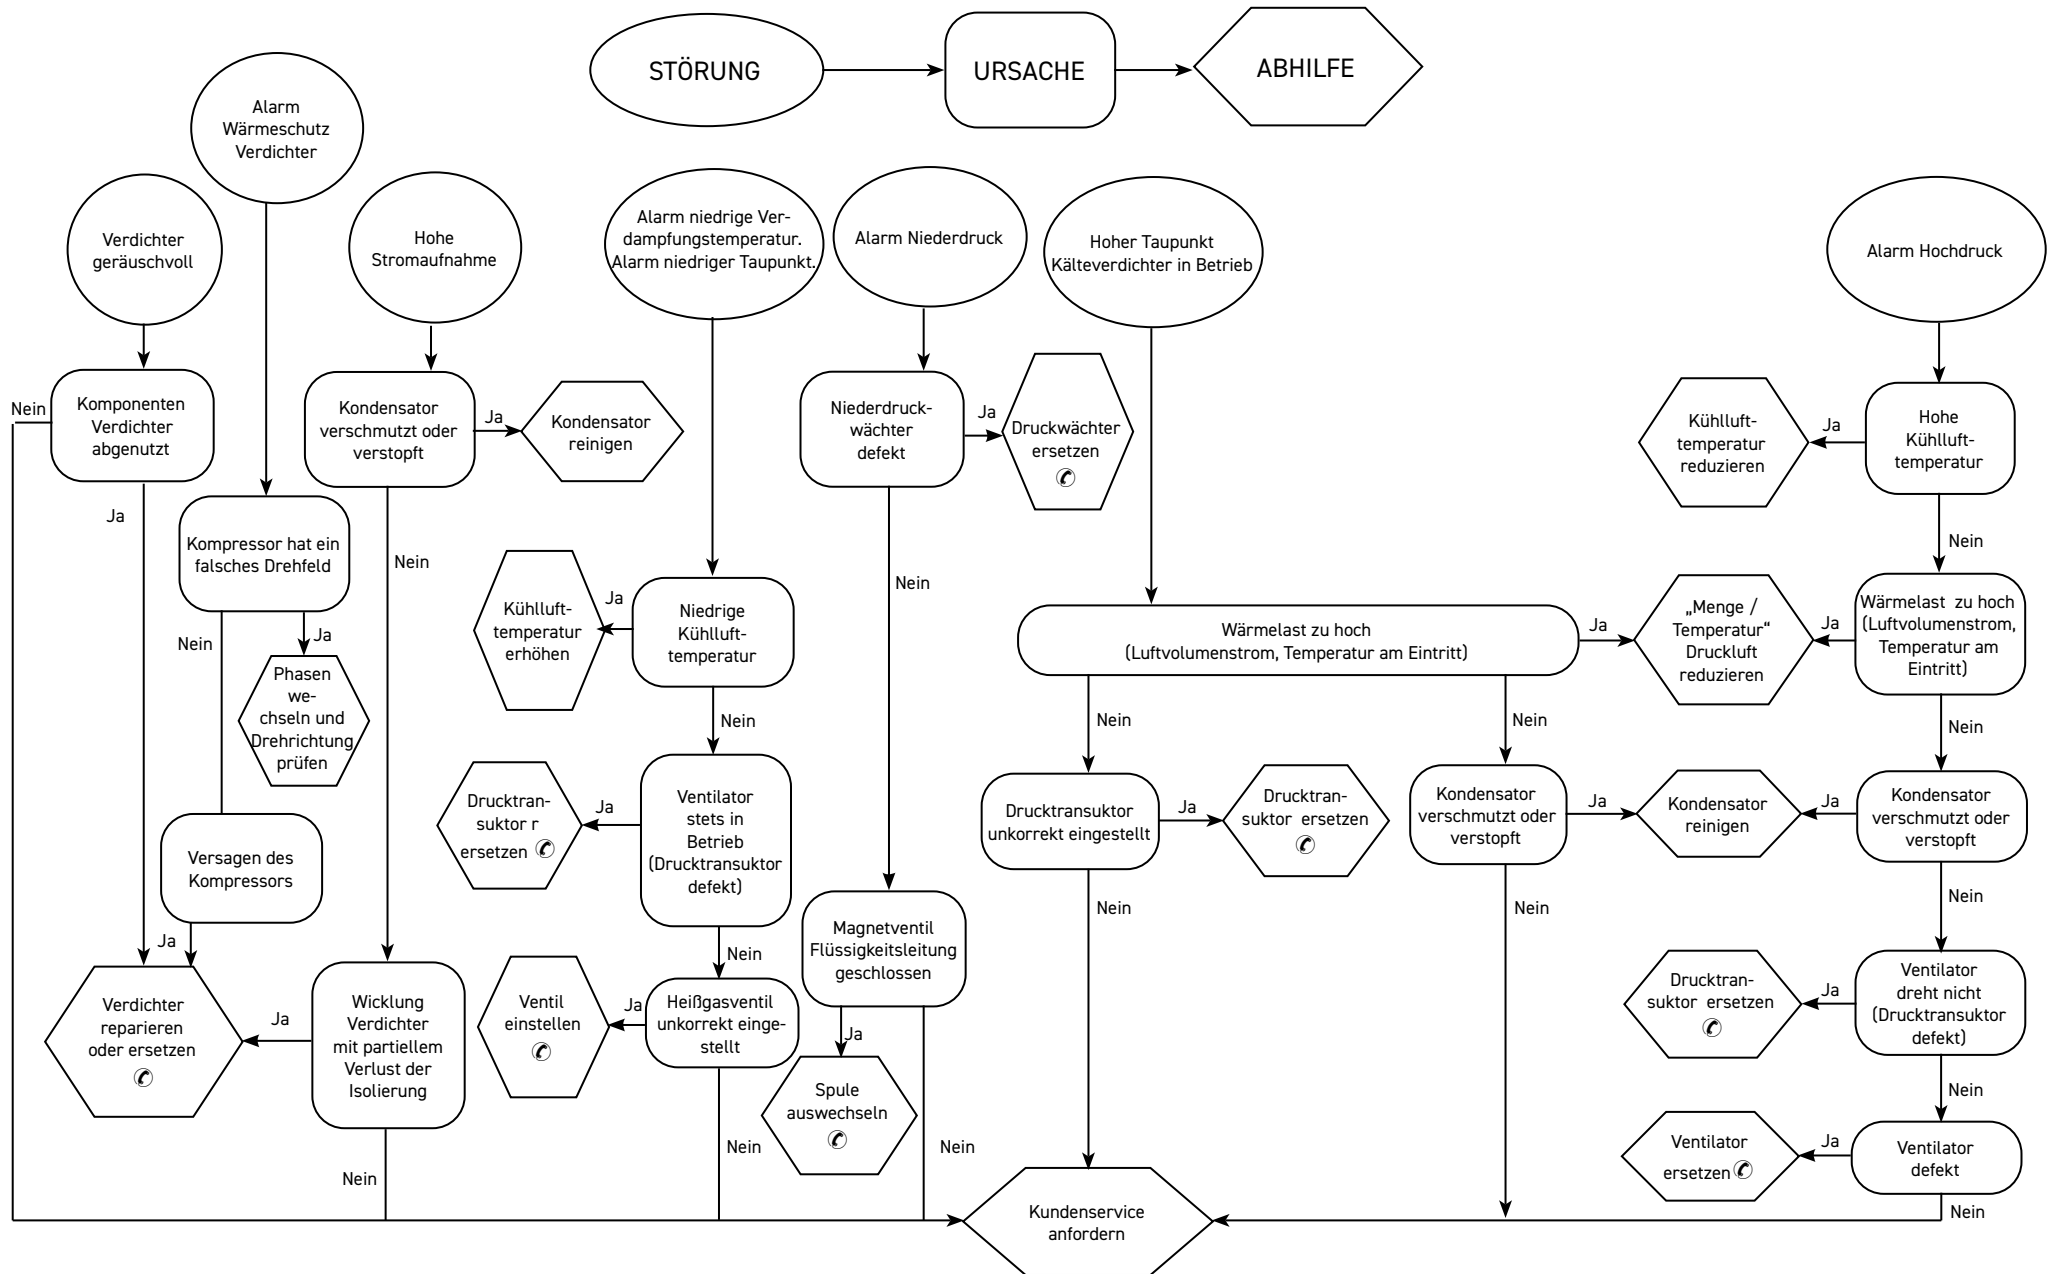 STÖRUNG
URSACHE
ABHILFE
Alarm
Wärmeschutz
Verdichter
Verdichter
geräuschvoll
Hohe
Stromaufnahme
Alarm niedrige Ver-
dampfungstemperatur.
Alarm niedriger Taupunkt.
Alarm Niederdruck
Hoher Taupunkt
Kälteverdichter in Betrieb
Alarm Hochdruck
Nein
Komponenten
Verdichter
abgenutzt
Ja
Kompressor hat ein
falsches Drehfeld
Nein
Ja
Phasen
we-
chseln und
Drehrichtung
prüfen
Versagen des
Kompressors
Ja
Verdichter
reparieren
oder ersetzen
✆
Kondensator
verschmutzt oder
verstopft
Ja
Kondensator
reinigen
Nein
Wicklung
Verdichter
mit partiellem
Verlust der
Isolierung
Ja
Nein
Niedrige
Kühlluft-
temperatur
Ja
Kühlluft-
temperatur
erhöhen
Nein
Ventilator
stets in
Betrieb
(Drucktransuktor
defekt)
Ja
Drucktran-
suktor r
ersetzen ✆
Nein
Heißgasventil
unkorrekt einge-
stellt
Ja
Ventil
einstellen
✆
Nein
Niederdruck-
wächter
defekt
Ja
Druckwächter
ersetzen
✆
Nein
Magnetventil
Flüssigkeitsleitung
geschlossen
Ja
Spule
auswechseln
✆
Nein
Wärmelast zu hoch
(Luftvolumenstrom, Temperatur am Eintritt)
Ja
„Menge /
Temperatur“
Druckluft
reduzieren
Nein
Drucktransuktor
unkorrekt eingestellt
Ja
Drucktran-
suktor ersetzen
✆
Nein
Nein
Kondensator
verschmutzt oder
verstopft
Ja
Kondensator
reinigen
Nein
Hohe
Kühlluft-
temperatur
Ja
Kühlluft-
temperatur
reduzieren
Nein
Wärmelast zu hoch
(Luftvolumenstrom,
Temperatur am
Eintritt)
Ja
Nein
Kondensator
verschmutzt oder
verstopft
Ja
Nein
Ventilator
dreht nicht
(Drucktransuktor
defekt)
Ja
Drucktran-
suktor ersetzen
✆
Nein
Ventilator
defekt
Ja
Ventilator
ersetzen ✆
Nein
Kundenservice
anfordern